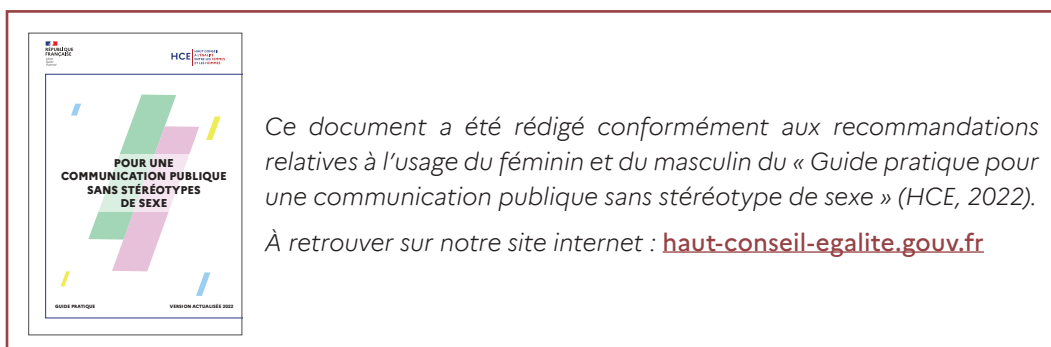 RÉPUBLIQUE
FRANÇAISE
HCE
POUR UNE
COMMUNICATION PUBLIQUE
SANS STÉRÉOTYPES
DE SEXE
GUIDE PRATIQUE
VERSION ACTUALISÉE 2022
Ce document a été rédigé conformément aux recommandations
relatives à l’usage du féminin et du masculin du « Guide pratique pour
une communication publique sans stéréotype de sexe » (HCE, 2022).
À retrouver sur notre site internet : haut-conseil-egalite.gouv.fr